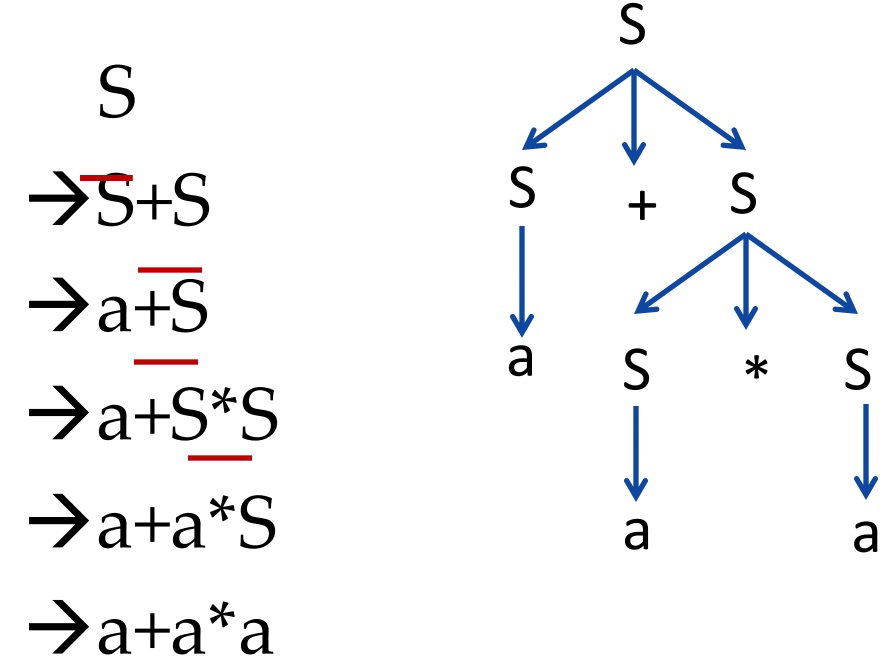 S
→S+S
→a+S
→a+S*S
→a+a*S
→a+a*a
S
S + S
a S * S
a a